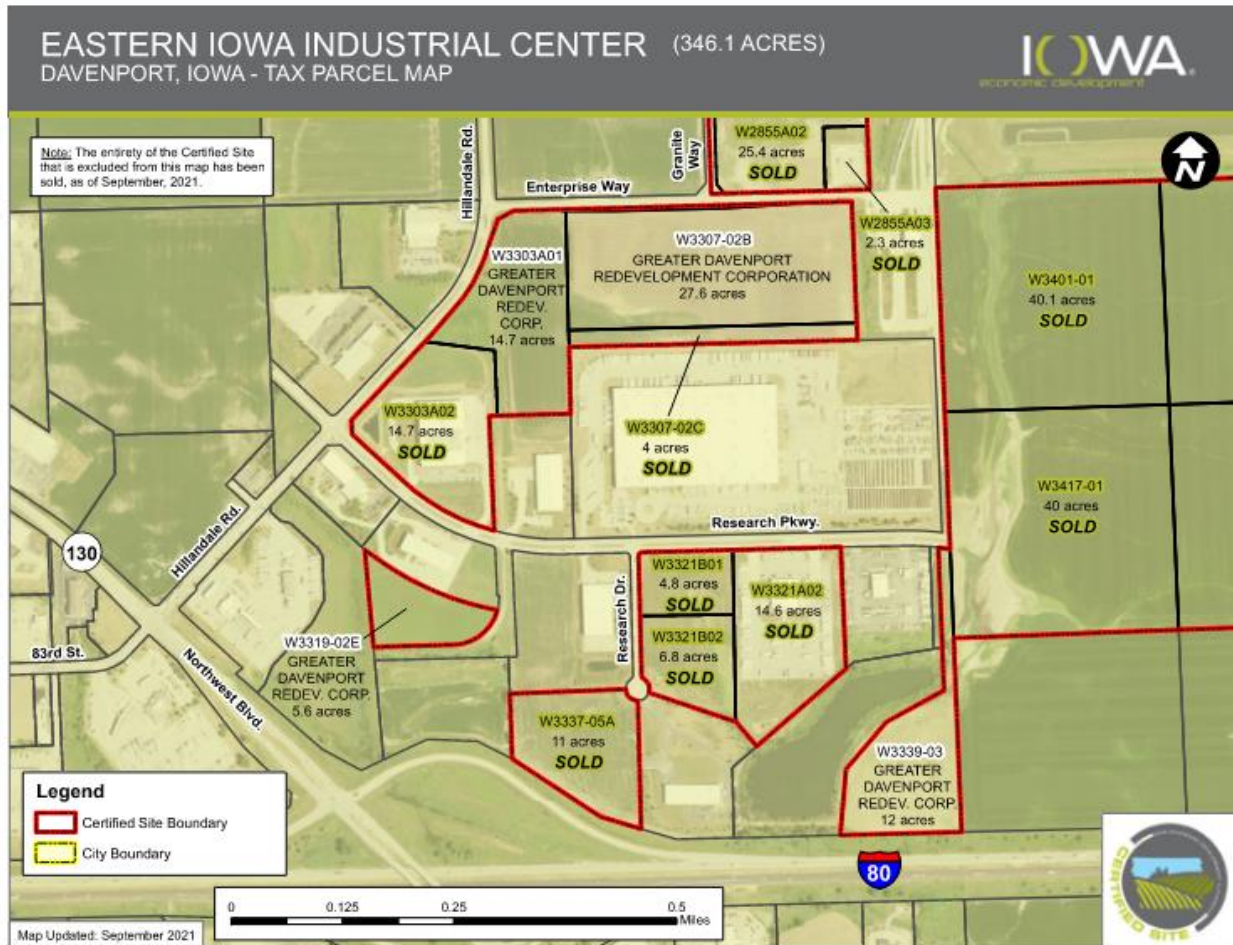 EASTERN IOWA INDUSTRIAL CENTER (346.1 ACRES)
DAVENPORT, IOWA - TAX PARCEL MAP
IOWA
economic development
Note: The entirety of the Certified Site
that is excluded from this map has been
sold, as of September, 2021.
Hillandale Rd.
Granite
Way
Enterprise Way
W2855A02
25.4 acres
SOLD
N
W2855A03
2.3 acres
SOLD
W3303A01
GREATER
DAVENPORT
REDEV.
CORP.
14.7 acres
W3307-02B
GREATER DAVENPORT
REDEVELOPMENT CORPORATION
27.6 acres
W3401-01
40.1 acres
SOLD
W3303A02
14.7 acres
SOLD
W3307-02C
4 acres
SOLD
W3417-01
40 acres
SOLD
Research Pkwy.
130
Hillandale Rd.
83rd St.
Northwest Blvd.
W3319-02E
GREATER
DAVENPORT
REDEV. CORP.
5.6 acres
Research Dr.
W3321B01
4.8 acres
SOLD
W3321B02
6.8 acres
SOLD
W3321A02
14.6 acres
SOLD
W3337-05A
11 acres
SOLD
W3339-03
GREATER
DAVENPORT
REDEV. CORP.
12 acres
Legend
Certified Site Boundary
City Boundary
80
0 0.125 0.25 0.5
Miles
Map Updated: September 2021
CERTIFIED SITE